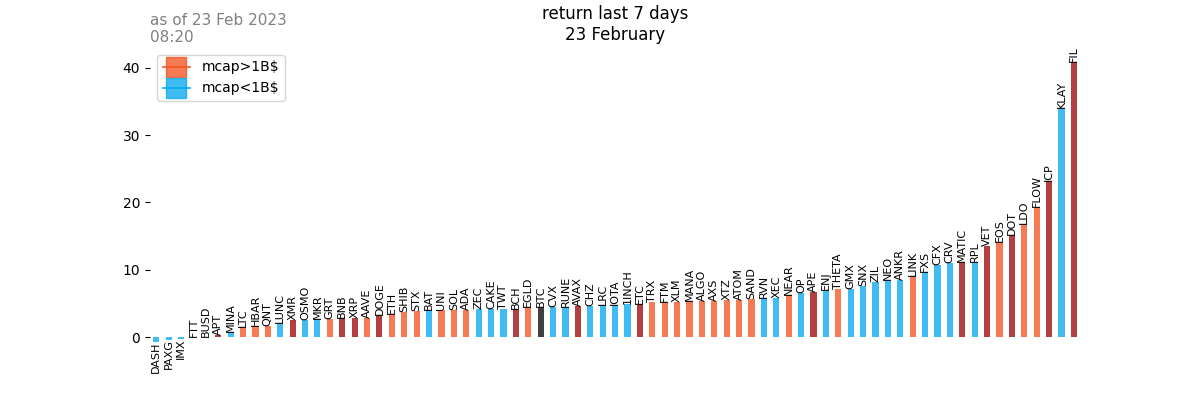 as of 23 Feb 2023
08:20
return last 7 days
23 February
mcap>1B$
mcap<1B$
40
30
20
10
0
DASH
PAXG
IMX
FTT
BUSD
APT
MINA
LTC
HBAR
QNT
LUNC
XMR
OSMO
MKR
GRT
BNB
XRP
AAVE
DOGE
ETH
SHIB
STX
BAT
UNI
SOL
ADA
ZEC
CAKE
TWT
BCH
EGLD
BTC
CVX
RUNE
AVAX
CHZ
LRC
IOTA
1INCH
ETC
TRX
FTM
XLM
MANA
ALGO
AXS
XTZ
ATOM
SAND
RVN
XEC
NEAR
OP
APE
ENJ
THETA
GMX
SNX
ZIL
NEO
ANKR
LINK
FXS
CFX
CRV
MATIC
RPL
VET
EOS
DOT
LDO
FLOW
ICP
KLAY
FIL